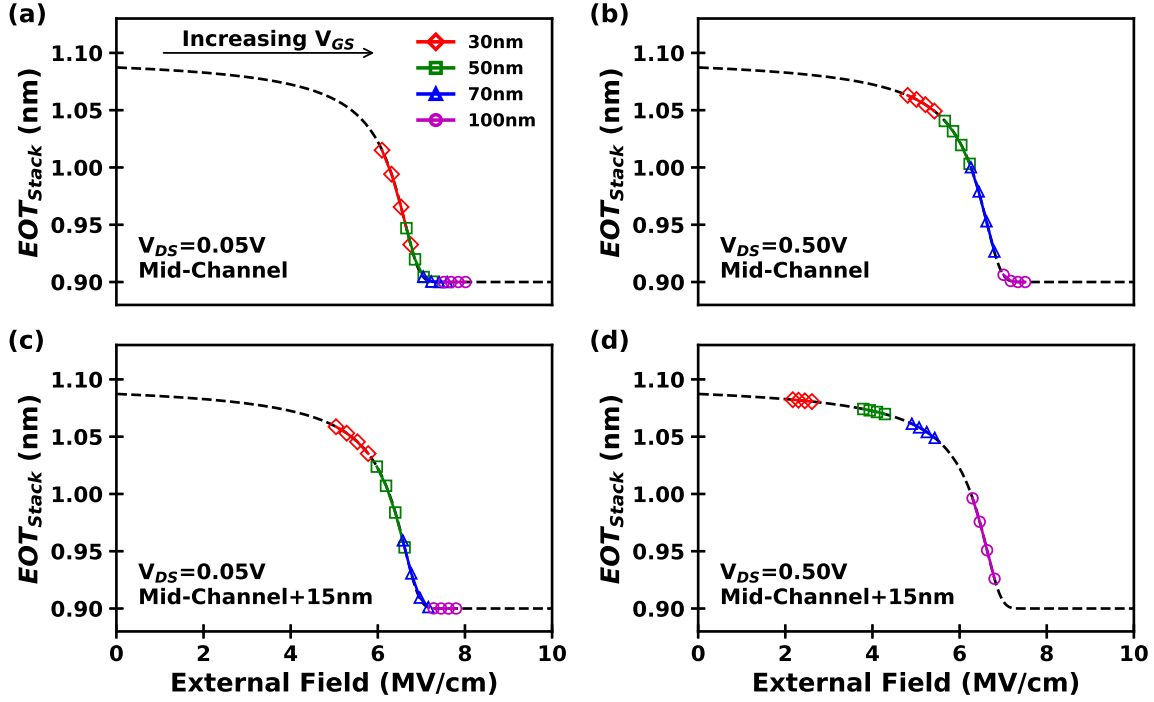 (a)
Increasing V_GS
30nm
50nm
70nm
100nm
1.10
1.05
1.00
0.95
0.90
EOT_Stack (nm)
V_DS=0.05V
Mid-Channel
(b)
1.10
1.05
1.00
0.95
0.90
EOT_Stack (nm)
V_DS=0.50V
Mid-Channel
(c)
1.10
1.05
1.00
0.95
0.90
EOT_Stack (nm)
V_DS=0.05V
Mid-Channel+15nm
0 2 4 6 8 10
External Field (MV/cm)
(d)
1.10
1.05
1.00
0.95
0.90
EOT_Stack (nm)
V_DS=0.50V
Mid-Channel+15nm
0 2 4 6 8 10
External Field (MV/cm)